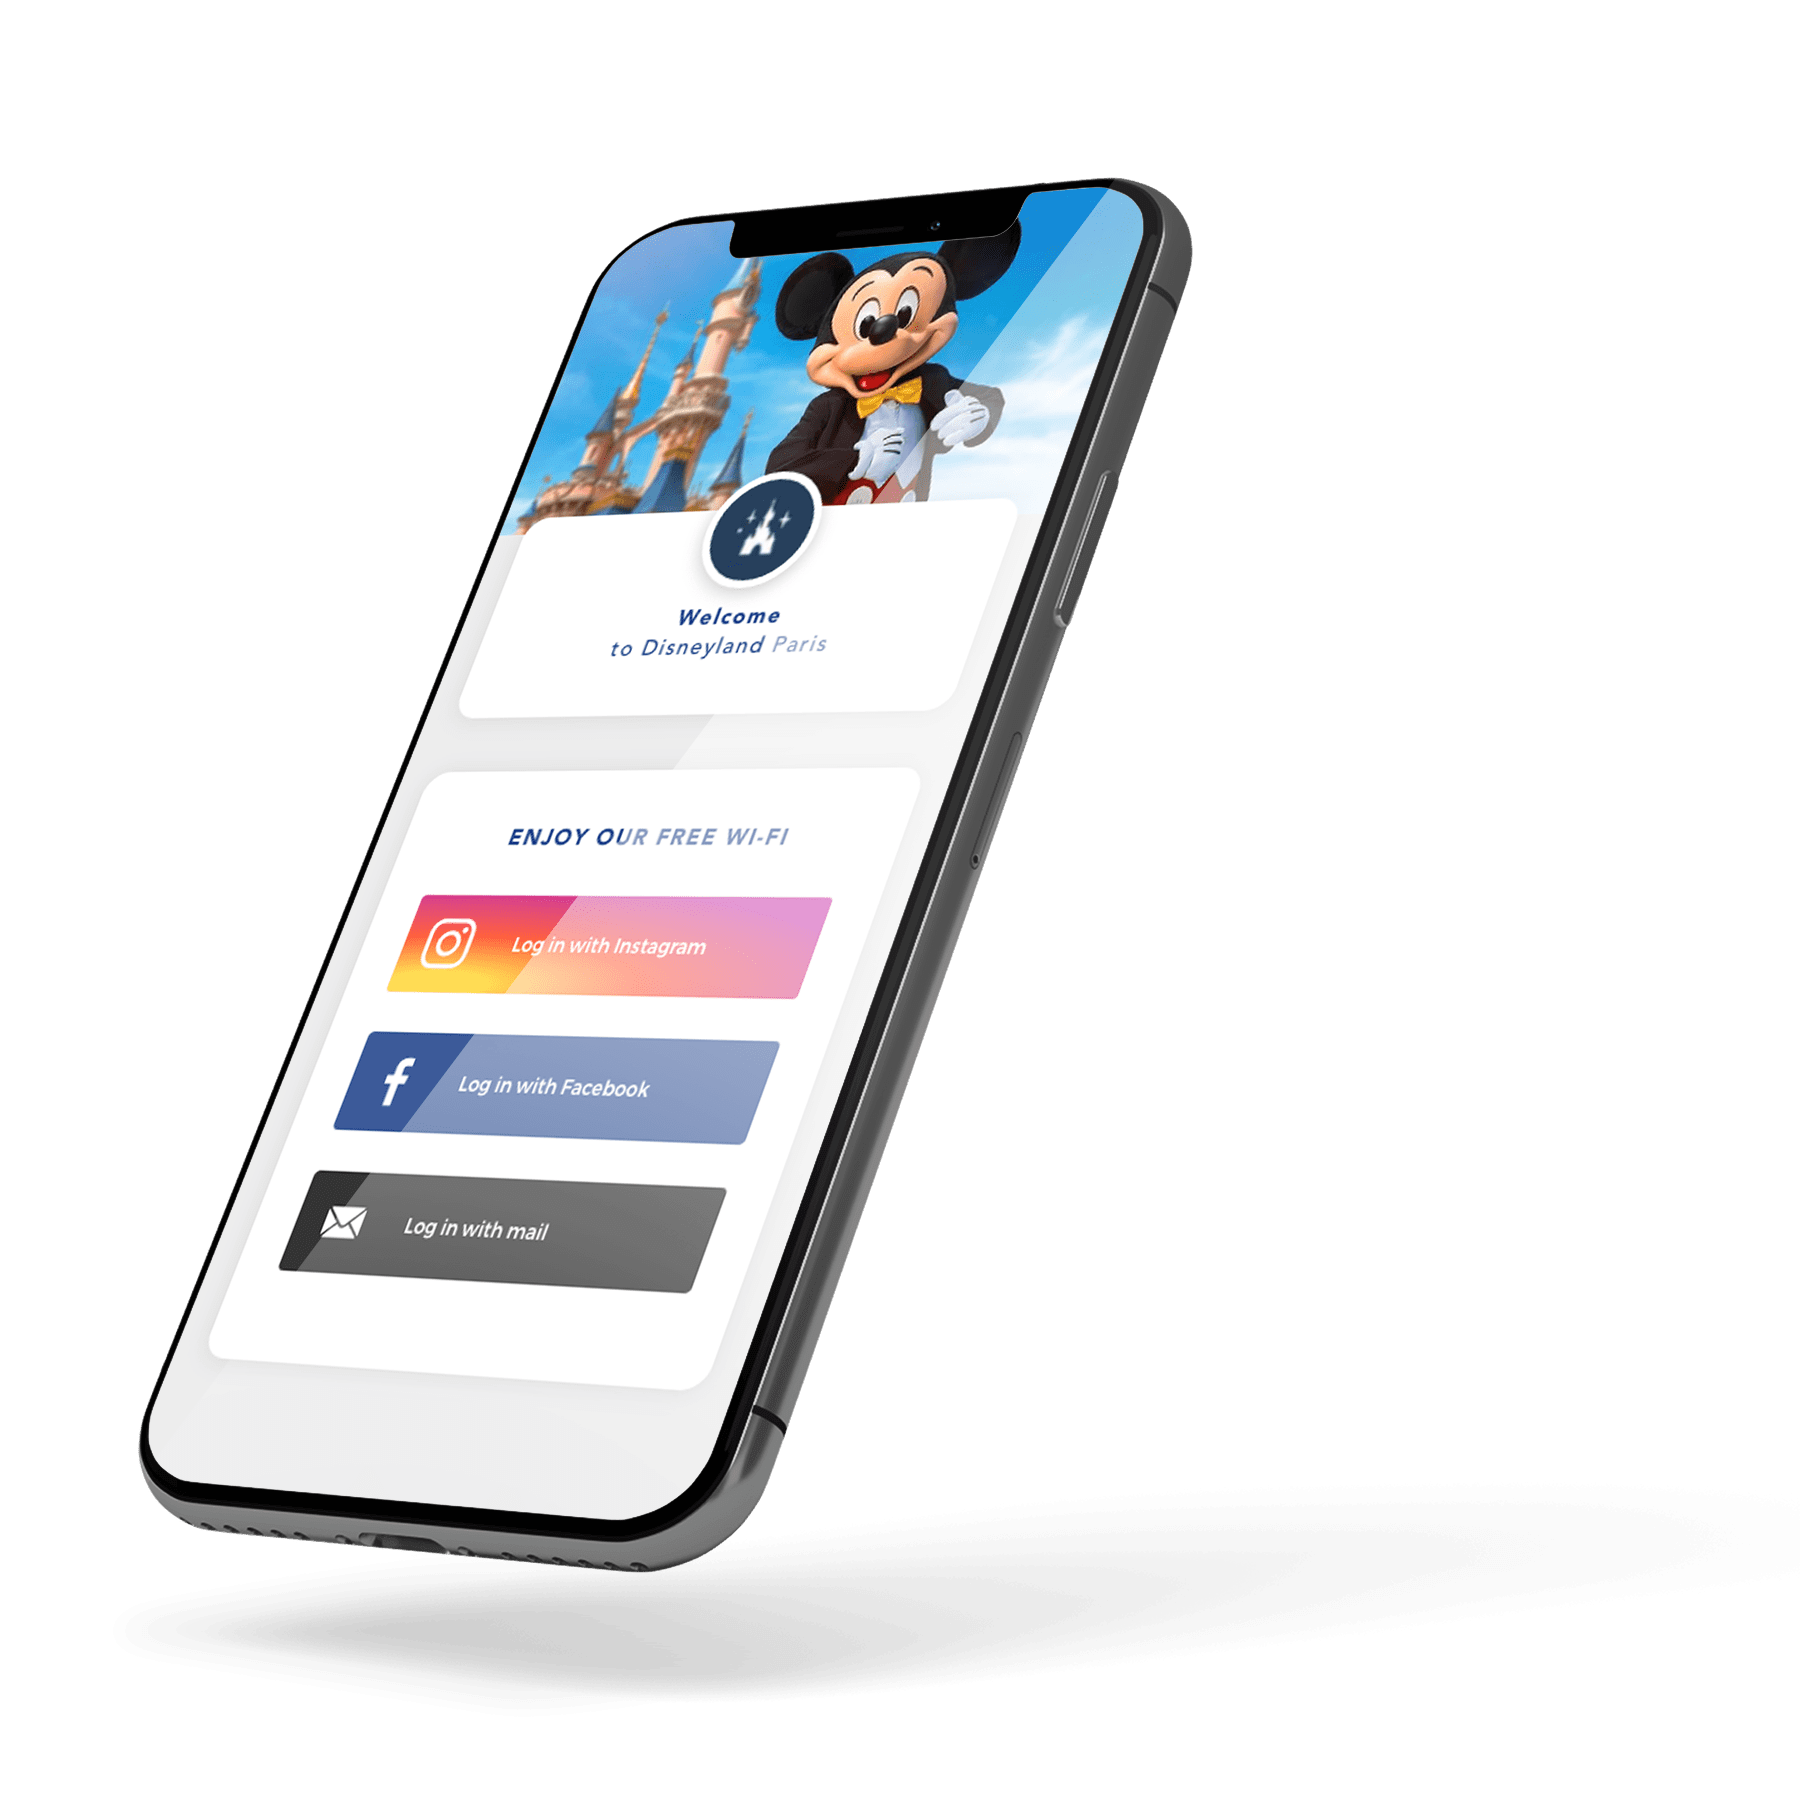 Welcome
to Disneyland Paris
ENJOY OUR FREE WI-FI
Log in with Instagram
f
Log in with Facebook
Log in with mail